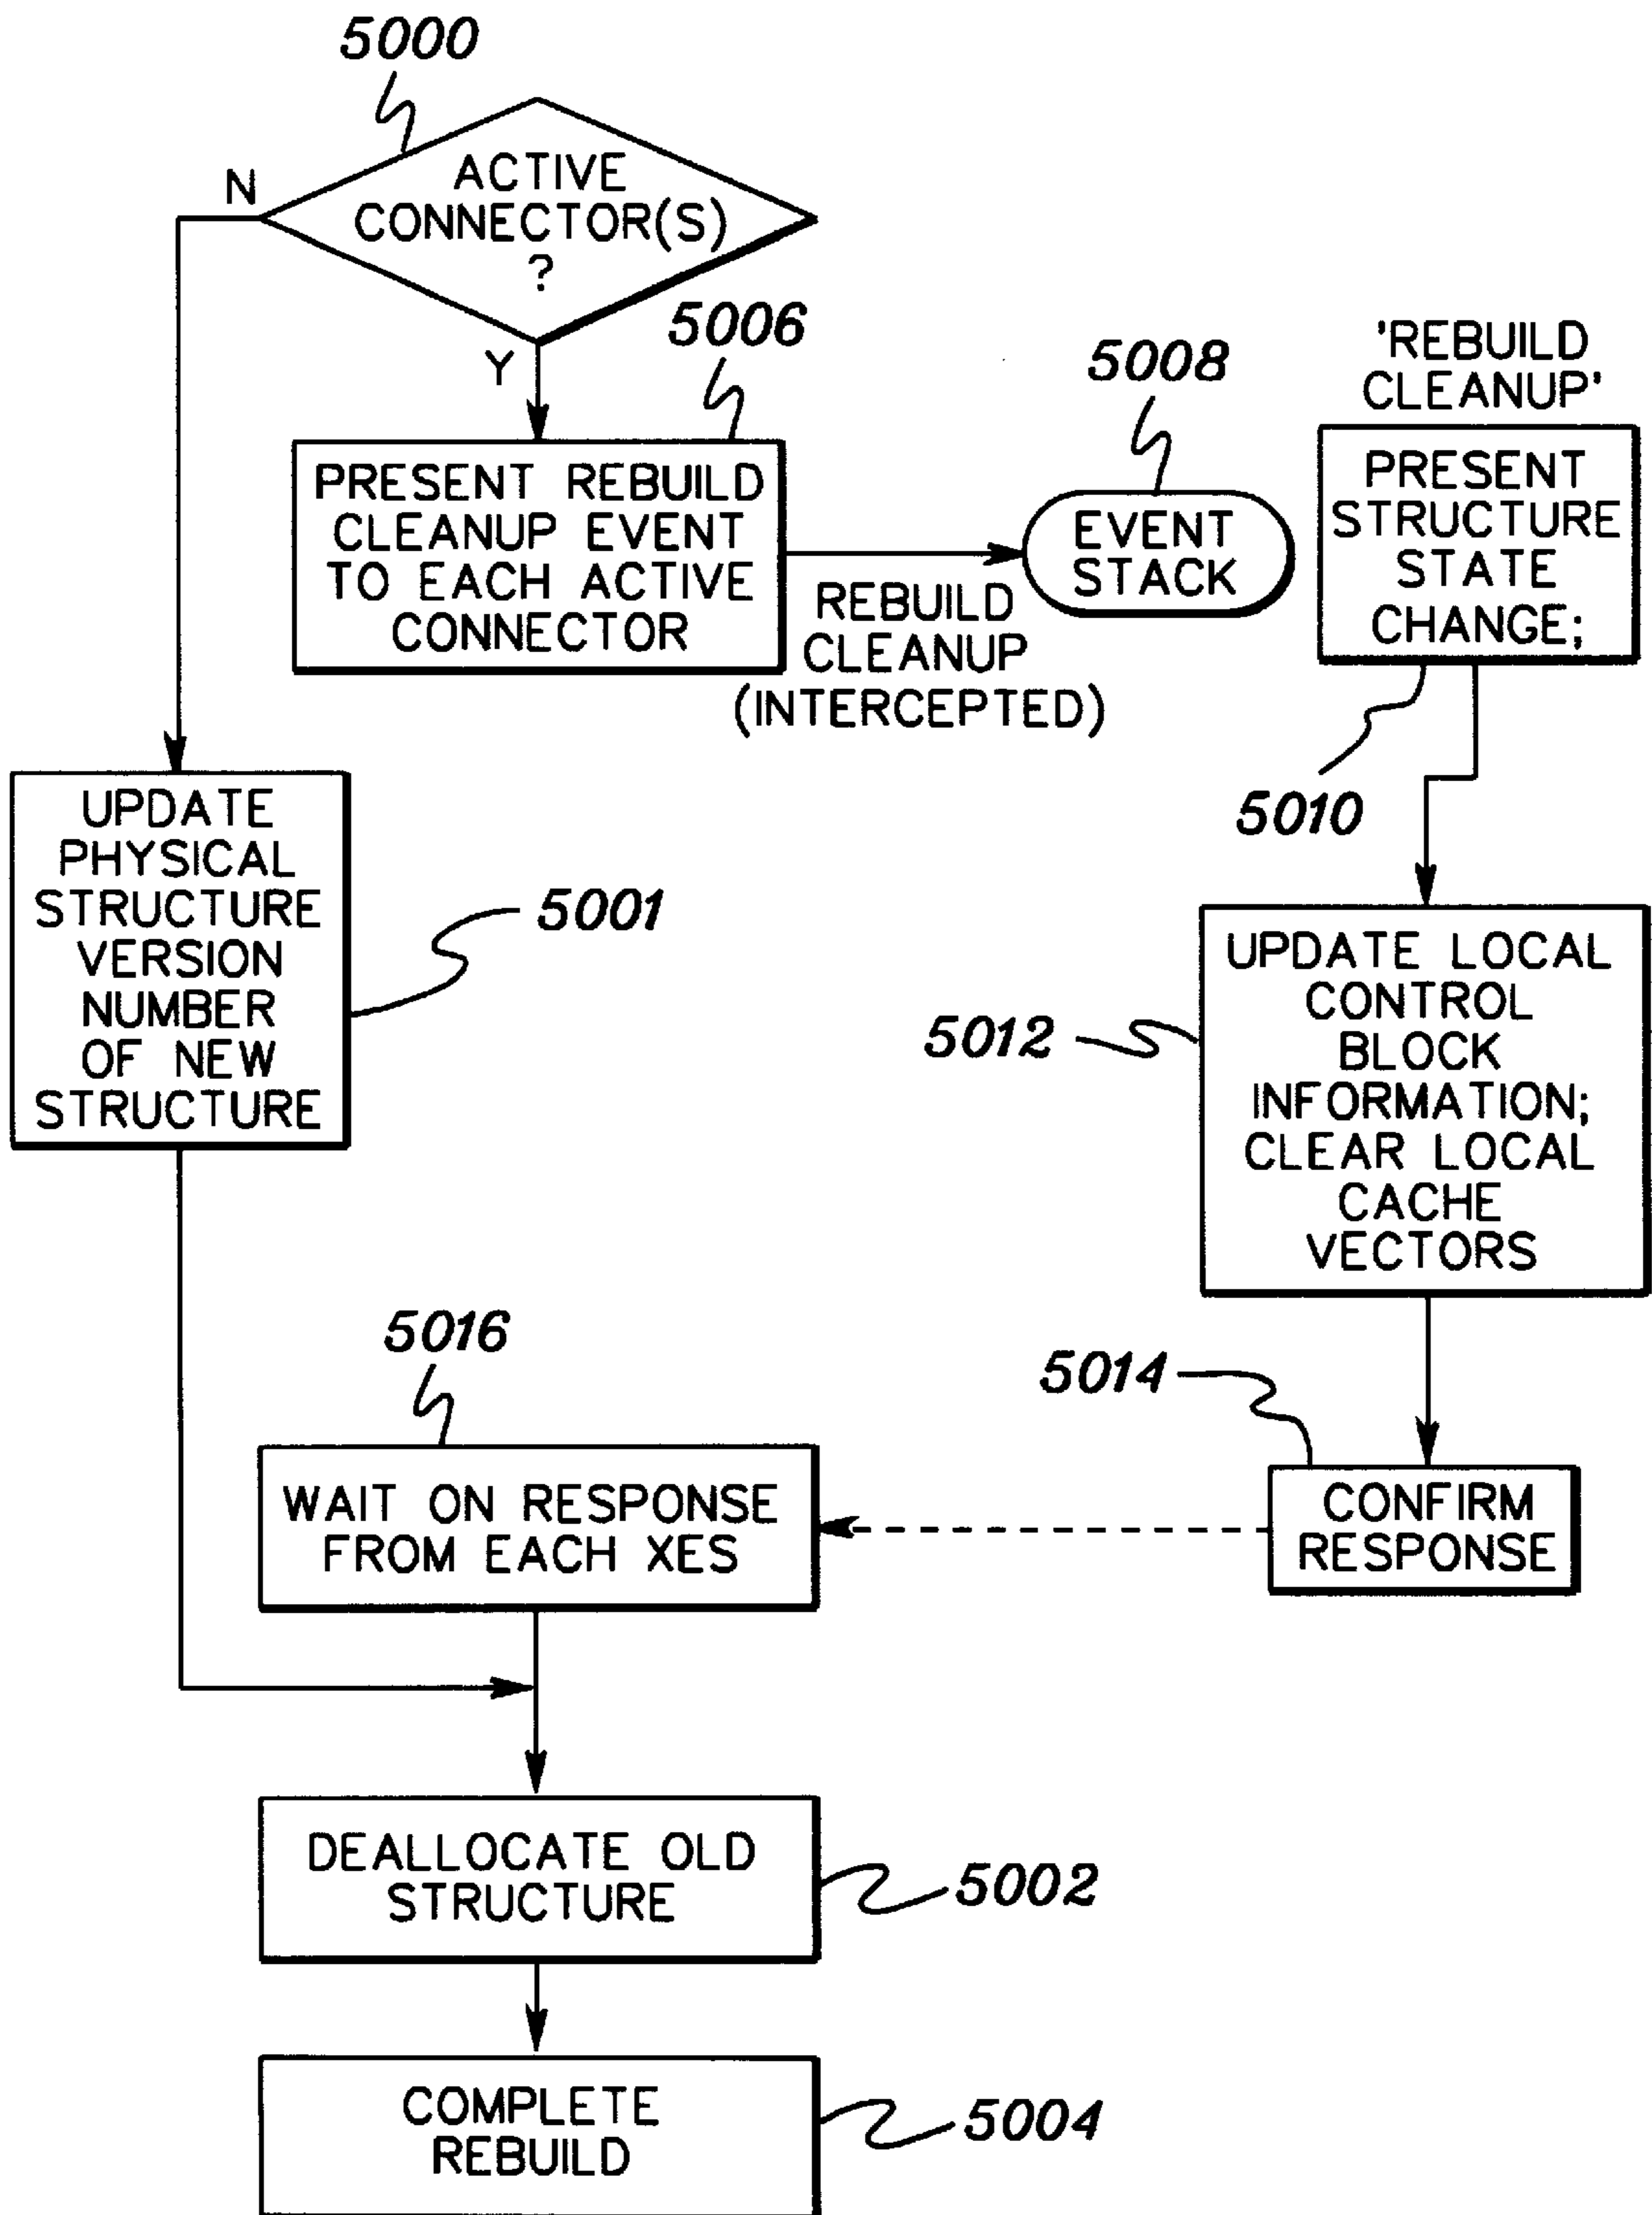 5000
ACTIVE
CONNECTOR(S)
?
N
Y
5006
PRESENT REBUILD
CLEANUP EVENT
TO EACH ACTIVE
CONNECTOR
REBUILD
CLEANUP
(INTERCEPTED)
5008
EVENT
STACK
'REBUILD
CLEANUP'
PRESENT
STRUCTURE
STATE
CHANGE;
5010
UPDATE
PHYSICAL
STRUCTURE
VERSION
NUMBER
OF NEW
STRUCTURE
5001
5012
UPDATE LOCAL
CONTROL
BLOCK
INFORMATION;
CLEAR LOCAL
CACHE
VECTORS
5014
CONFIRM
RESPONSE
5016
WAIT ON RESPONSE
FROM EACH XES
DEALLOCATE OLD
STRUCTURE
5002
COMPLETE
REBUILD
5004